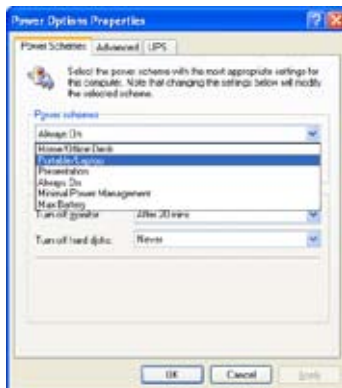 Power Options Properties
Power Schemes Advanced UPS
Select the power scheme with the most appropriate settings for
this computer. Note that changing the settings below will modify
the selected scheme.
Power schemes
Always On
Home/Office Desk
Portable/Laptop
Presentation
Always On
Minimal Power Management
Max Battery
Turn off monitor After 20 mins
Turn off hard disks: Never
OK Cancel Apply